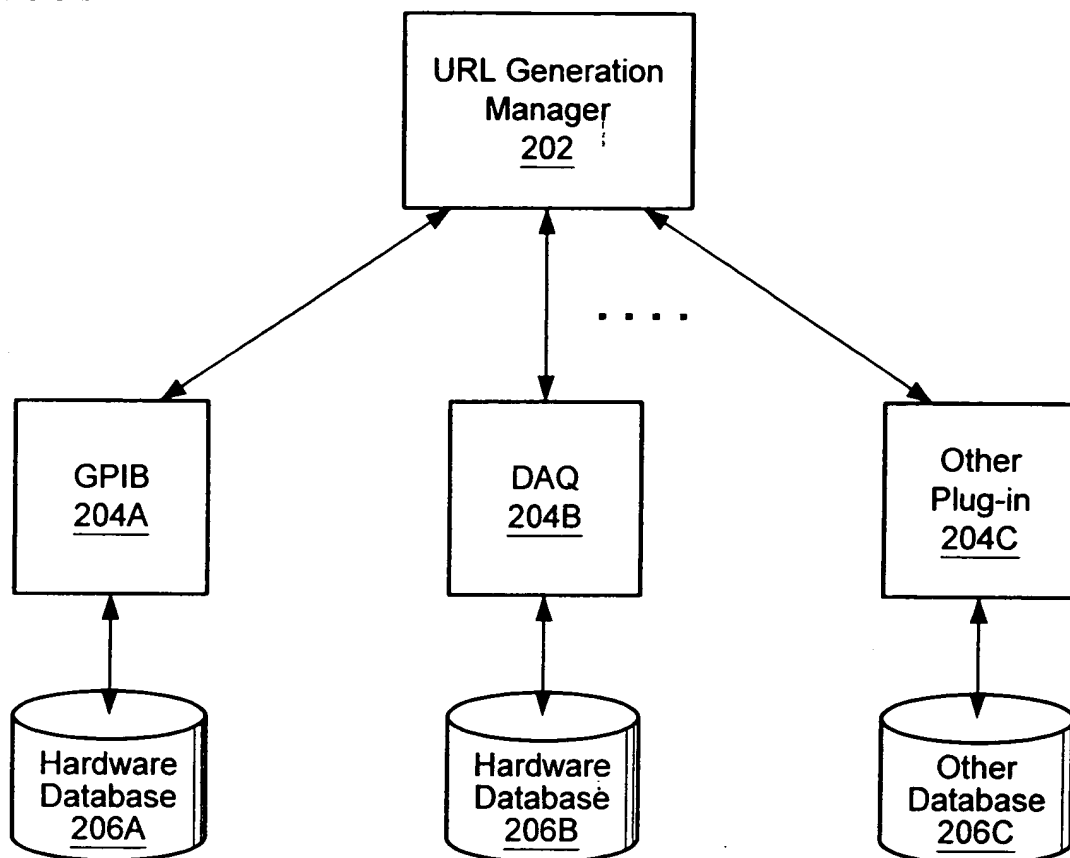 URL Generation
Manager
202
GPIB
204A
DAQ
204B
Other
Plug-in
204C
Hardware
Database
206A
Hardware
Database
206B
Other
Database
206C